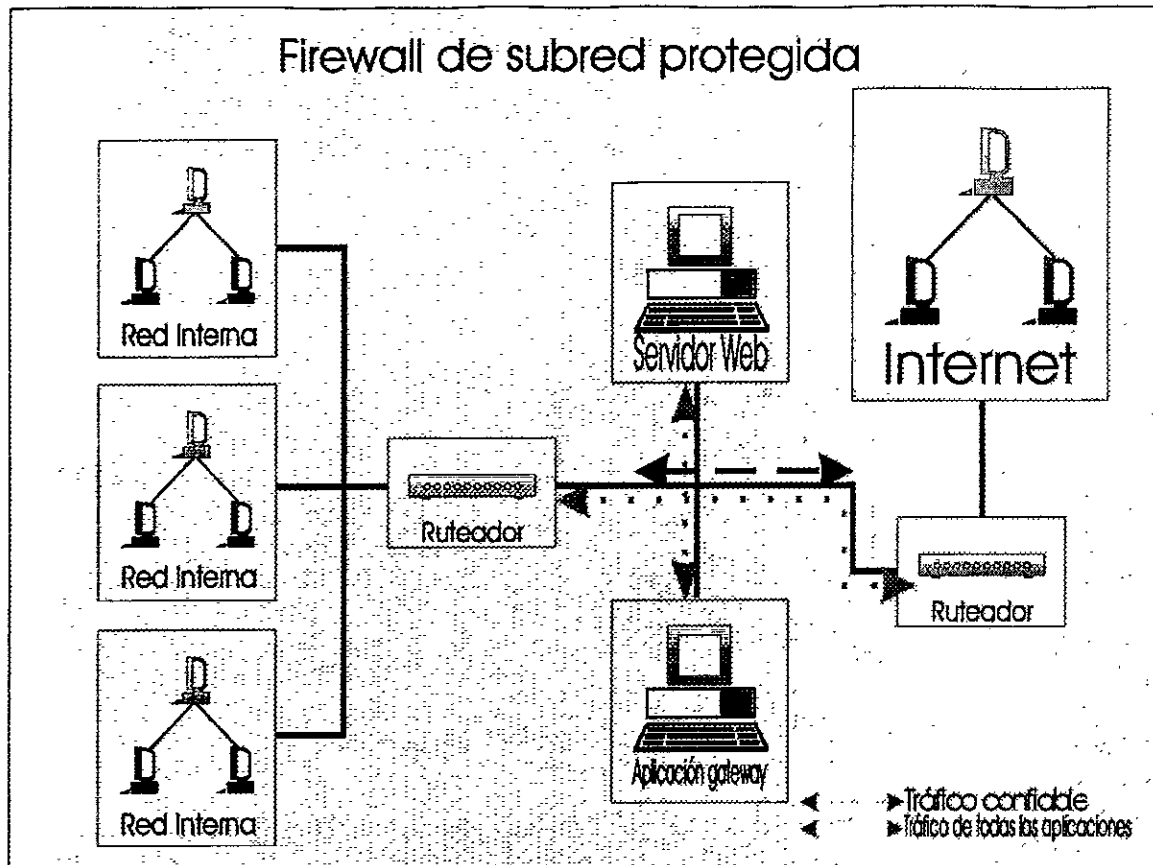 Firewall de subred protegida
Red Interna
Red Interna
Red Interna
Ruteador
Servidor Web
Aplicación gateway
Internet
Ruteador
Tráfico confiable
Tráfico de todas las aplicaciones